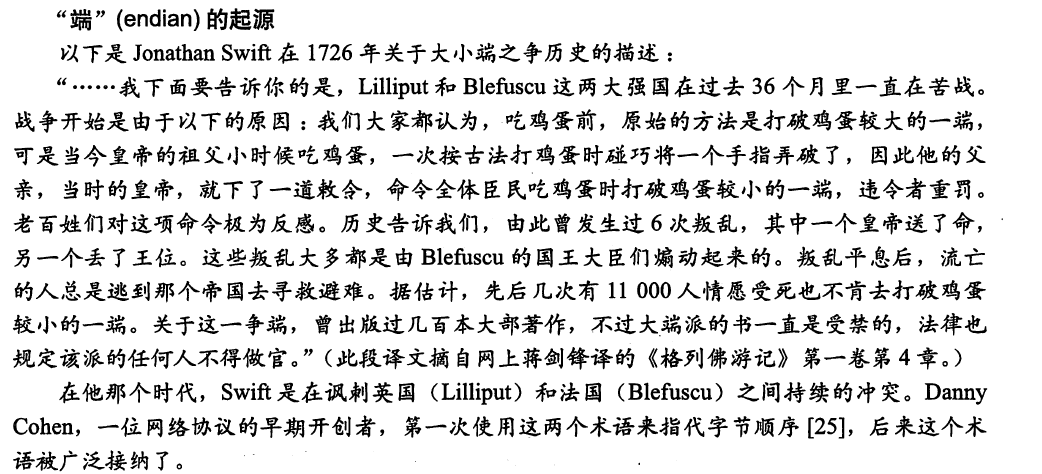 “端”(endian)的起源
以下是 Jonathan Swift 在 1726 年关于大小端之争历史的描述：
“……我下面要告诉你的是，Lilliput 和 Blefuscu 这两大强国在过去 36 个月里一直在苦战。
战争开始是由于以下的原因：我们大家都认为，吃鸡蛋前，原始的方法是打破鸡蛋较大的一端，
可是当今皇帝的祖父小时候吃鸡蛋，一次按古法打鸡蛋时碰巧将一个手指弄破了，因此他的父
亲，当时的皇帝，就下了一道敕令，命令全体臣民吃鸡蛋时打破鸡蛋较小的一端，违令者重罚。
老百姓们对这项命令极为反感。历史告诉我们，由此曾发生过 6 次叛乱，其中一个皇帝送了命，
另一个丢了王位。这些叛乱大多都是由 Blefuscu 的国王大臣们煽动起来的。叛乱平息后，流亡
的人总是逃到那个帝国去寻救避难。据估计，先后几次有 11 000 人情愿受死也不肯去打破鸡蛋
较小的一端。关于这一争端，曾出版过几百本大部著作，不过大端派的书一直是受禁的，法律也
规定该派的任何人不得做官。”（此段译文摘自网上蒋剑锋译的《格列佛游记》第一卷第 4 章。）
在他那个时代，Swift 是在讽刺英国（Lilliput）和法国（Blefuscu）之间持续的冲突。Danny
Cohen，一位网络协议的早期开创者，第一次使用这两个术语来指代字节顺序 [25]，后来这个术
语被广泛接纳了。